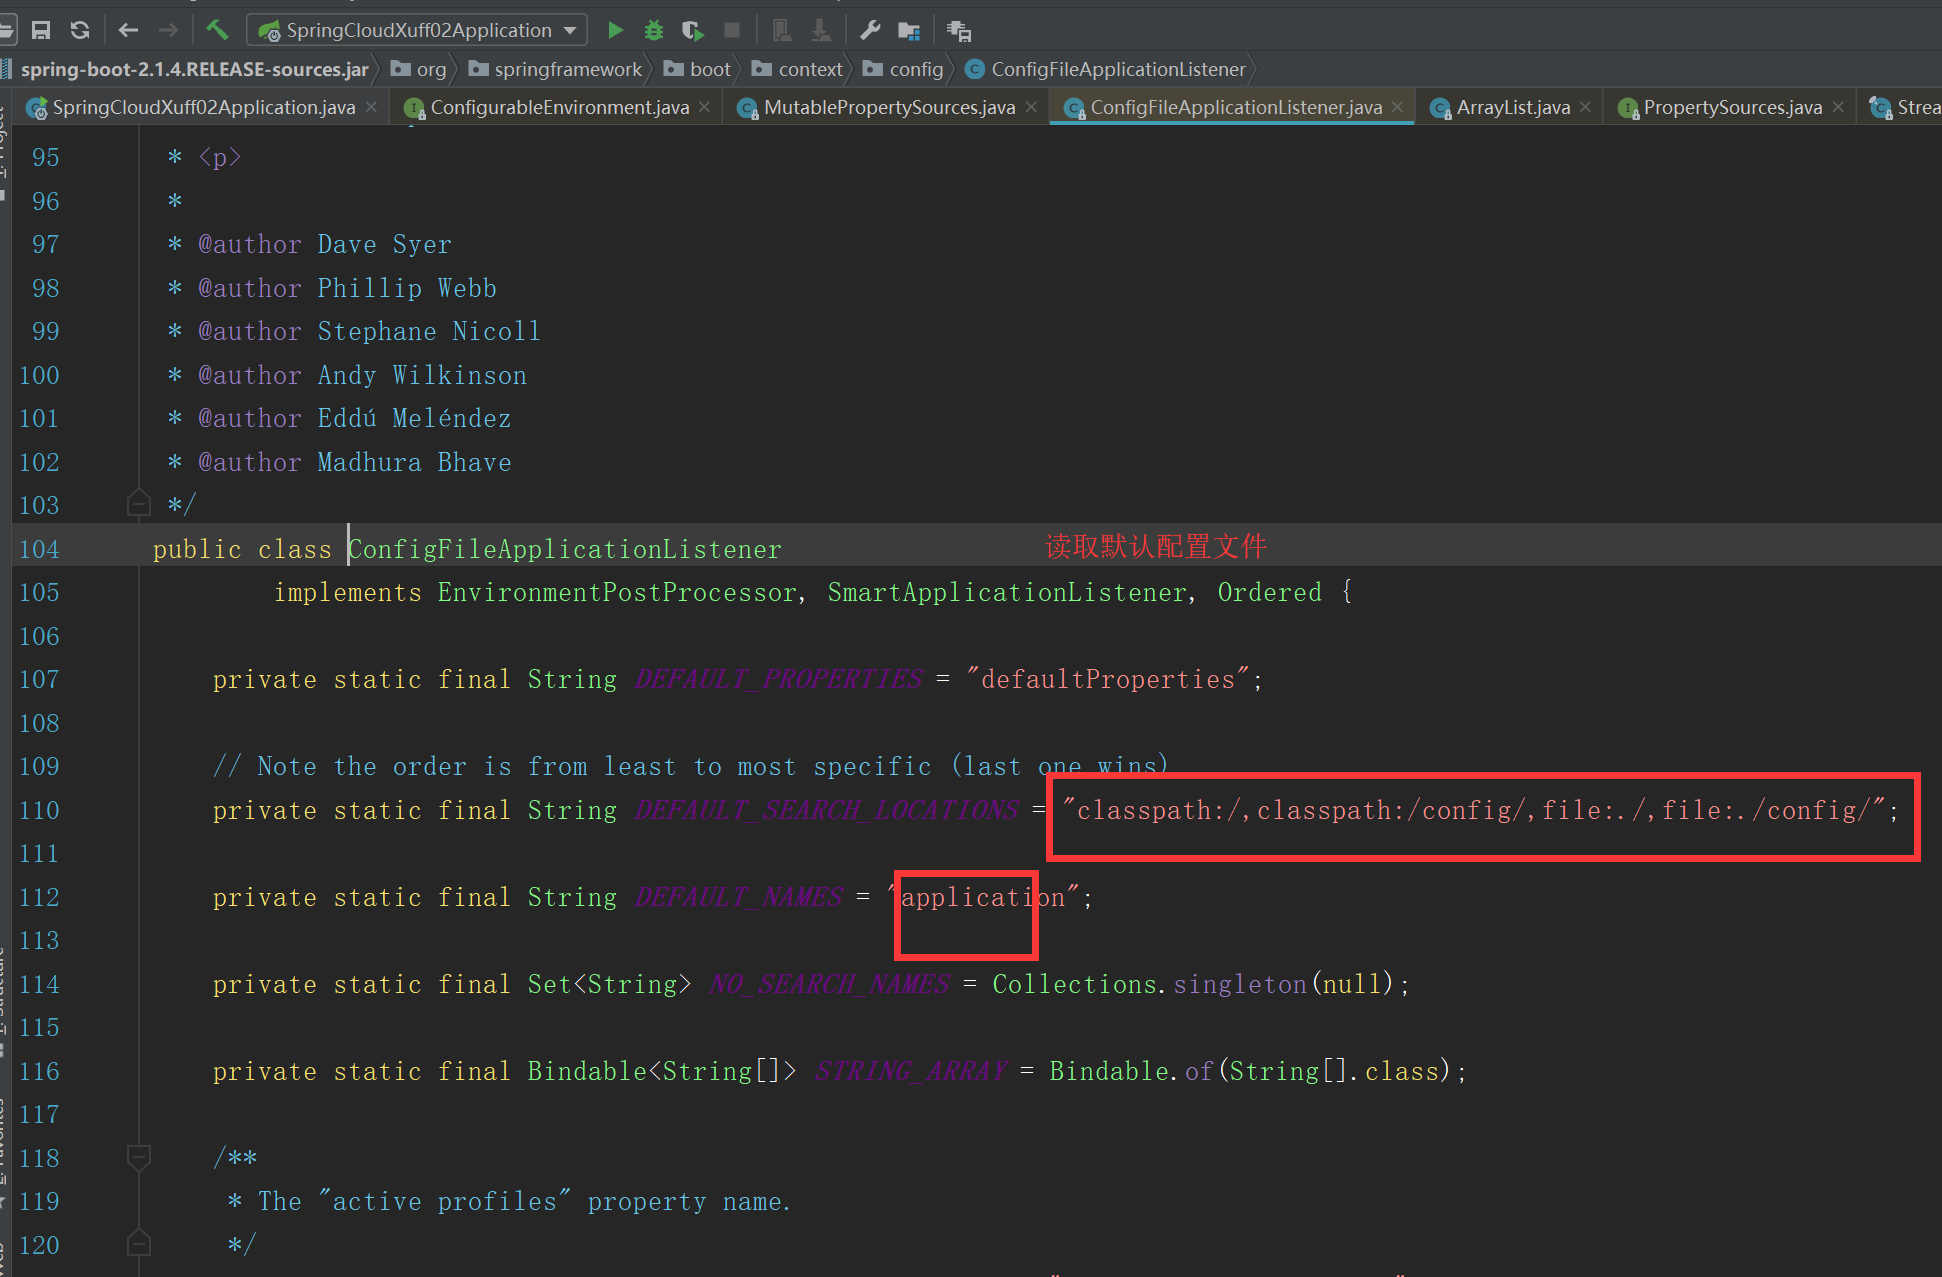 SpringCloudXuff02Application
spring-boot-2.1.4.RELEASE-sources.jar org springframework boot context config ConfigFileApplicationListener
SpringCloudXuff02Application.java ConfigurableEnvironment.java MutablePropertySources.java ConfigFileApplicationListener.java ArrayList.java PropertySources.java Strea
95 * <p>
96 *
97 * @author Dave Syer
98 * @author Phillip Webb
99 * @author Stephane Nicoll
100 * @author Andy Wilkinson
101 * @author Eddú Meléndez
102 * @author Madhura Bhave
103 */
104 public class ConfigFileApplicationListener 读取默认配置文件
105 implements EnvironmentPostProcessor, SmartApplicationListener, Ordered {
106
107 private static final String DEFAULT_PROPERTIES = "defaultProperties";
108
109 // Note the order is from least to most specific (last one wins)
110 private static final String DEFAULT_SEARCH_LOCATIONS = "classpath:/,classpath:/config/,file:./,file:./config/";
111
112 private static final String DEFAULT_NAMES = "application";
113
114 private static final Set<String> NO_SEARCH_NAMES = Collections.singleton(null);
115
116 private static final Bindable<String[]> STRING_ARRAY = Bindable.of(String[].class);
117
118 /**
119 * The "active profiles" property name.
120 */